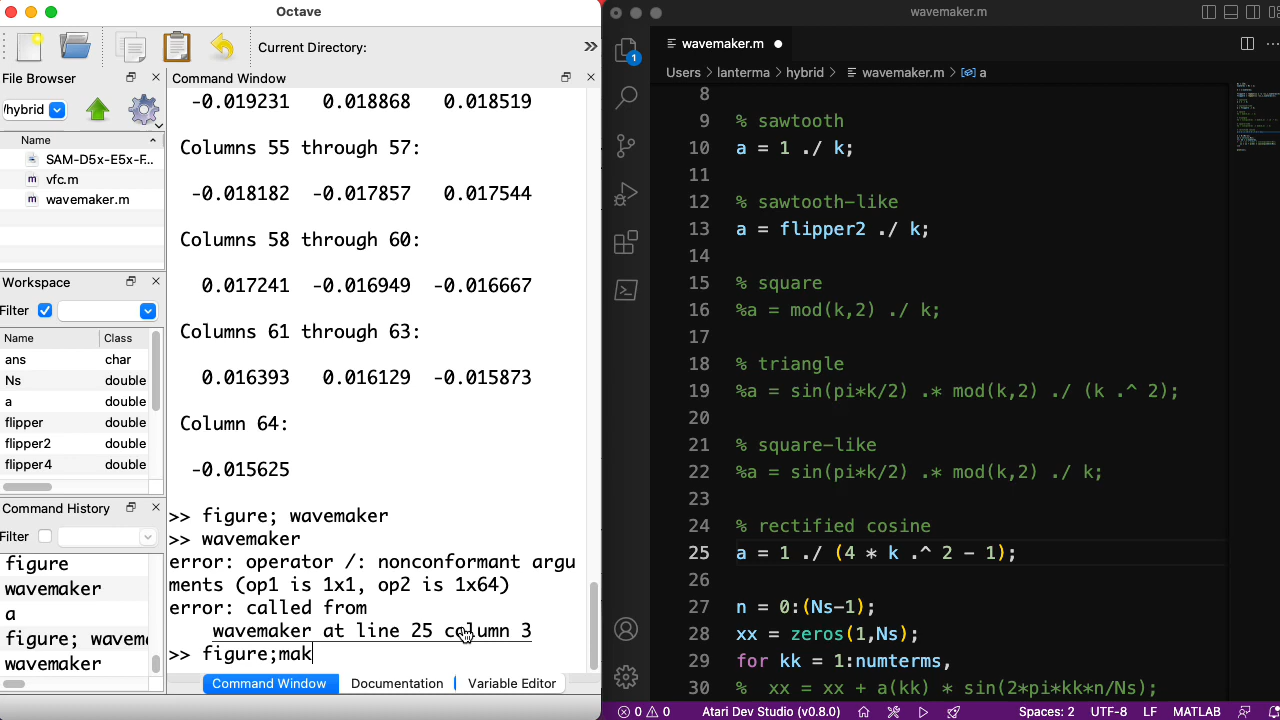 Octave
Current Directory:
»
File Browser
/hybrid
Name
SAM-D5x-E5x-F...
vfc.m
wavemaker.m
Workspace
Filter
Name Class
ans char
Ns double
a double
flipper double
flipper2 double
flipper4 double
Command History
Filter
figure
wavemaker
a
figure; wavem
wavemaker
Command Window
-0.019231 0.018868 0.018519
Columns 55 through 57:
-0.018182 -0.017857 0.017544
Columns 58 through 60:
0.017241 -0.016949 -0.016667
Columns 61 through 63:
0.016393 0.016129 -0.015873
Column 64:
-0.015625
>> figure; wavemaker
>> wavemaker
error: operator /: nonconformant argu
ments (op1 is 1x1, op2 is 1x64)
error: called from
wavemaker at line 25 column 3
>> figure;mak
Command Window Documentation Variable Editor
wavemaker.m
wavemaker.m
Users > lanterma > hybrid > wavemaker.m > a
1
8
9 % sawtooth
10 a = 1 ./ k;
11
12 % sawtooth-like
13 a = flipper2 ./ k;
14
15 % square
16 %a = mod(k,2) ./ k;
17
18 % triangle
19 %a = sin(pi*k/2) .* mod(k,2) ./ (k .^ 2);
20
21 % square-like
22 %a = sin(pi*k/2) .* mod(k,2) ./ k;
23
24 % rectified cosine
25 a = 1 ./ (4 * k .^ 2 - 1);
26
27 n = 0:(Ns-1);
28 xx = zeros(1,Ns);
29 for kk = 1:numterms,
30 % xx = xx + a(kk) * sin(2*pi*kk*n/Ns);
0 0 Atari Dev Studio (v0.8.0) Spaces: 2 UTF-8 LF MATLAB